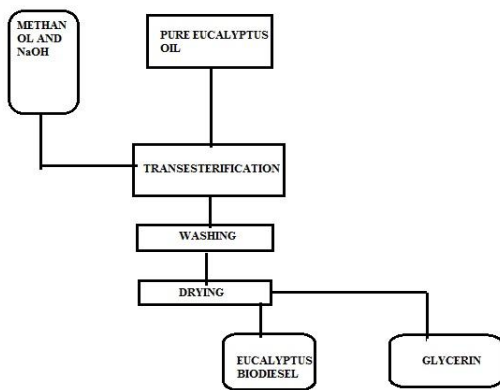 METHAN
OL AND
NaOH
PURE EUCALYPTUS
OIL
TRANSESTERIFICATION
WASHING
DRYING
EUCALYPTUS
BIODIESEL
GLYCERIN